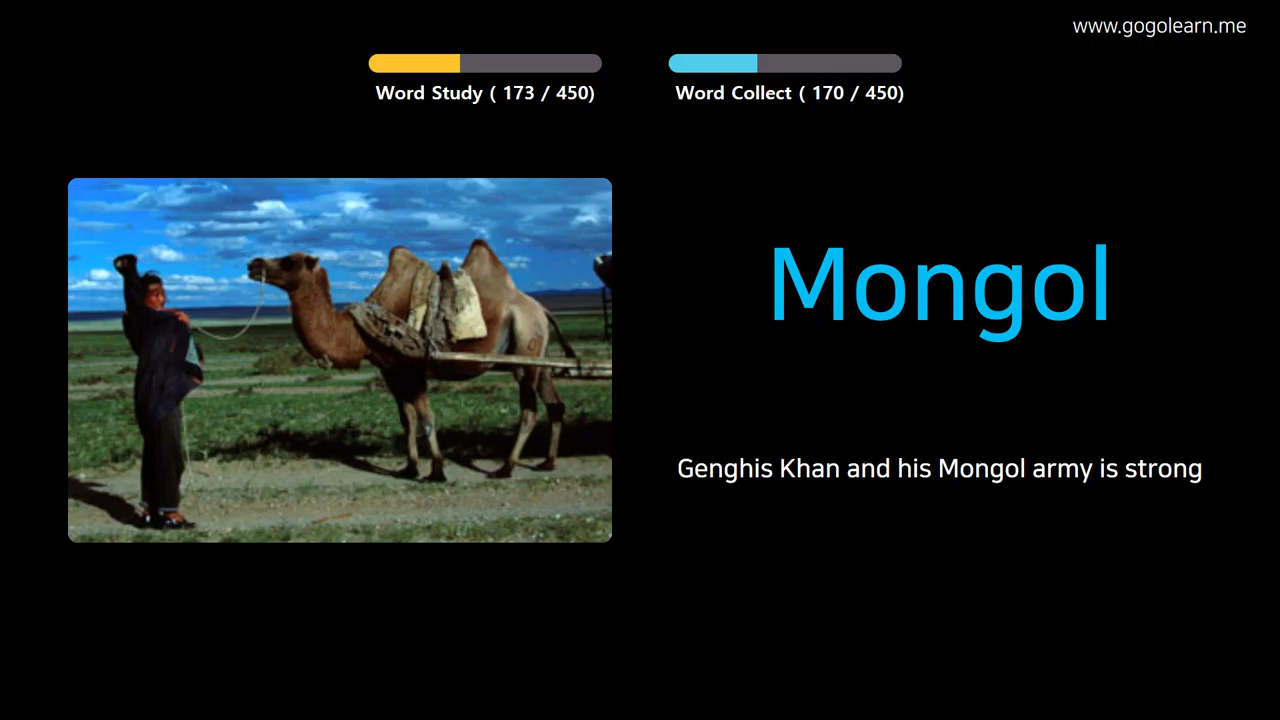 www.gogolearn.me
Word Study ( 173 / 450)
Word Collect ( 170 / 450)
Mongol
Genghis Khan and his Mongol army is strong